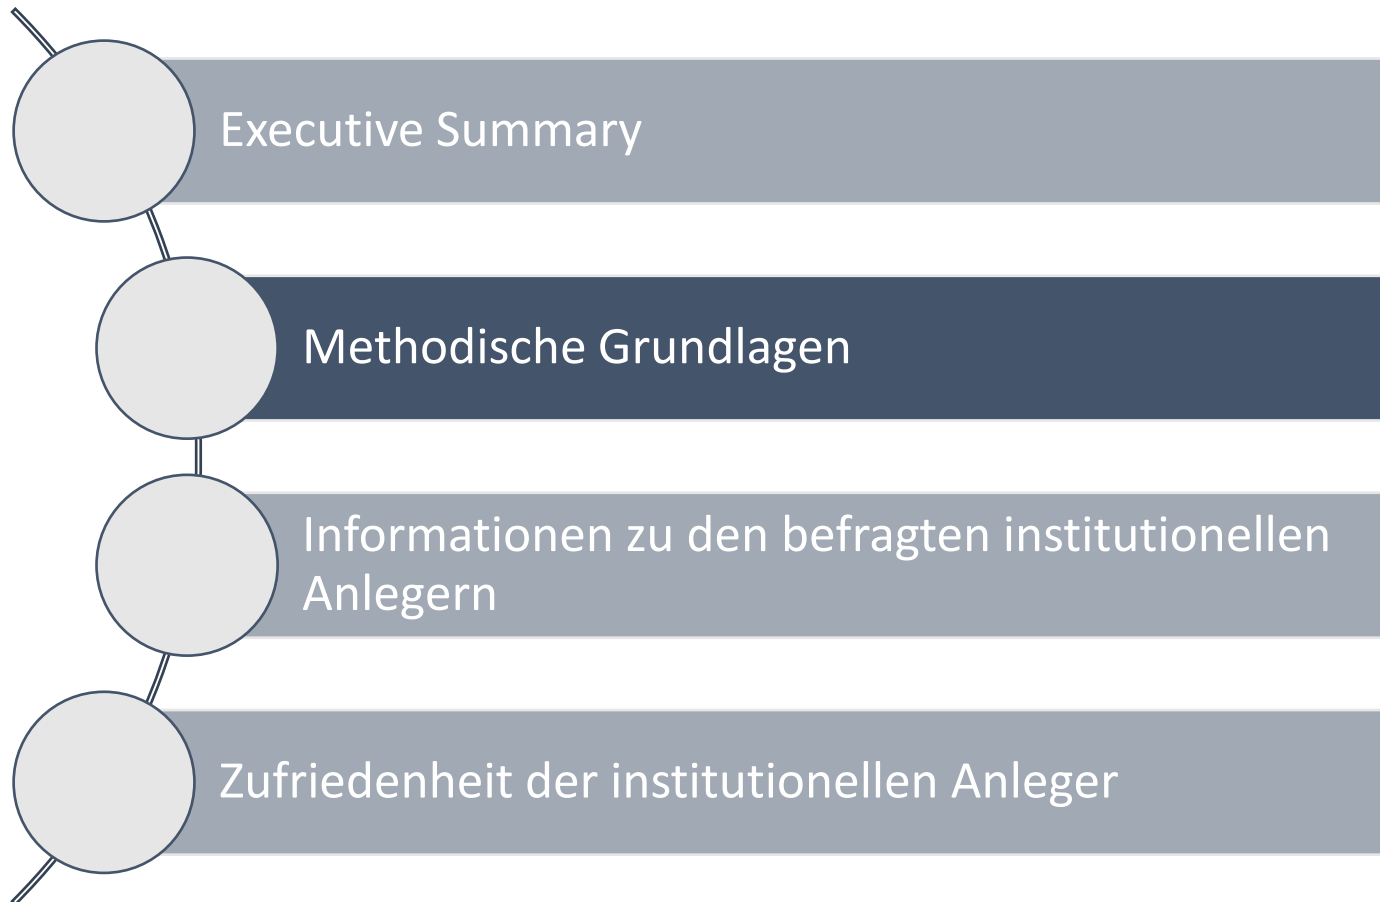 Executive Summary
Methodische Grundlagen
Informationen zu den befragten institutionellen
Anlegern
Zufriedenheit der institutionellen Anleger